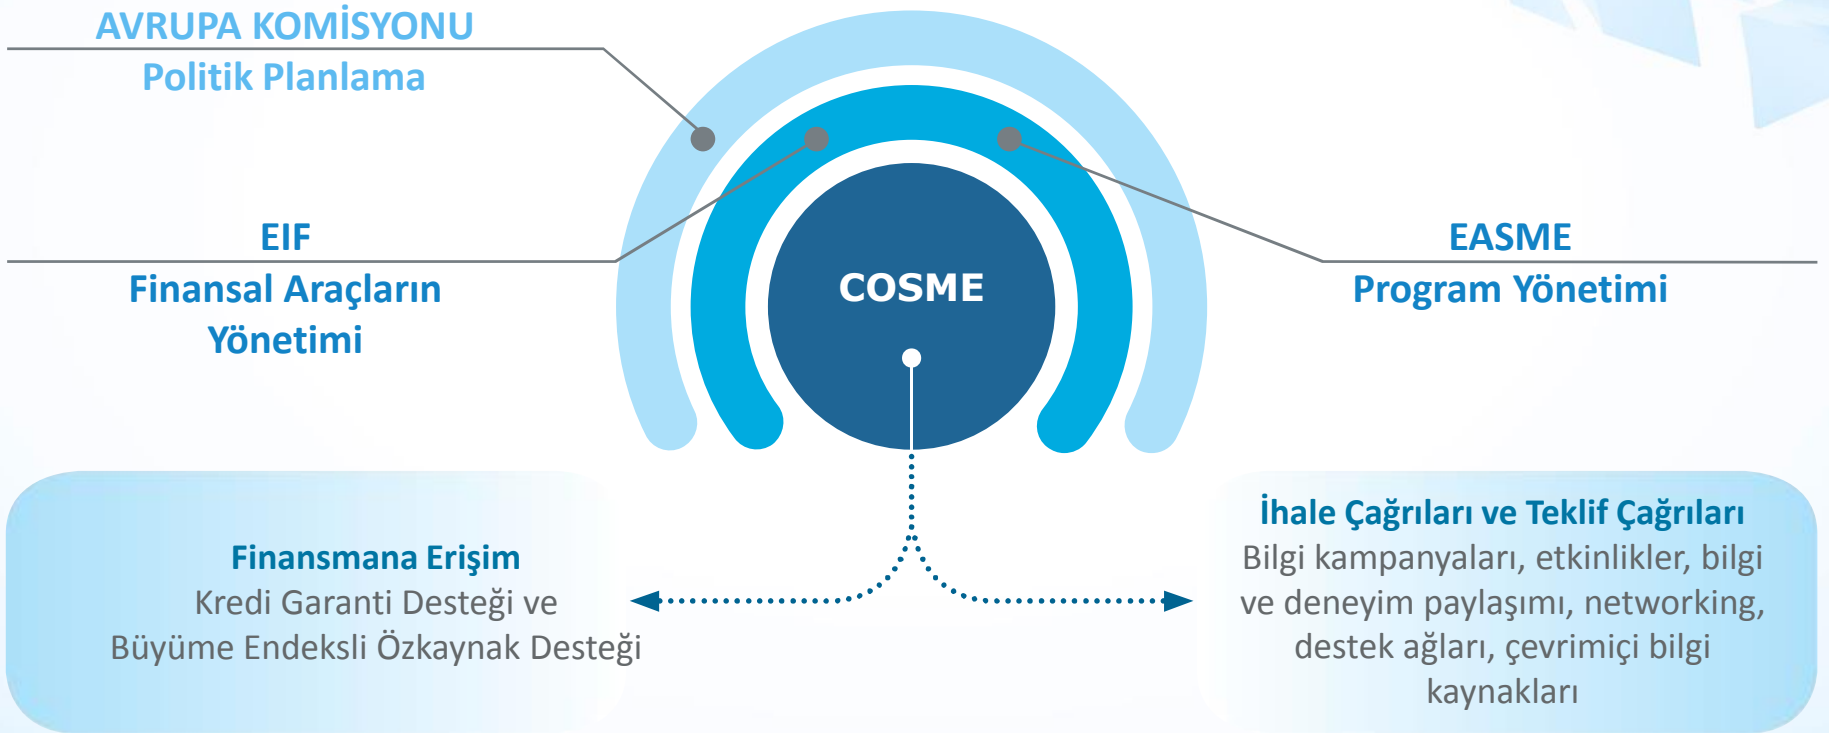 AVRUPA KOMİSYONU
Politik Planlama
EIF
Finansal Araçların
Yönetimi
COSME
EASME
Program Yönetimi
Finansmana Erişim
Kredi Garanti Desteği ve
Büyüme Endeksli Özkaynak Desteği
İhale Çağrıları ve Teklif Çağrıları
Bilgi kampanyaları, etkinlikler, bilgi
ve deneyim paylaşımı, networking,
destek ağları, çevrimiçi bilgi
kaynakları